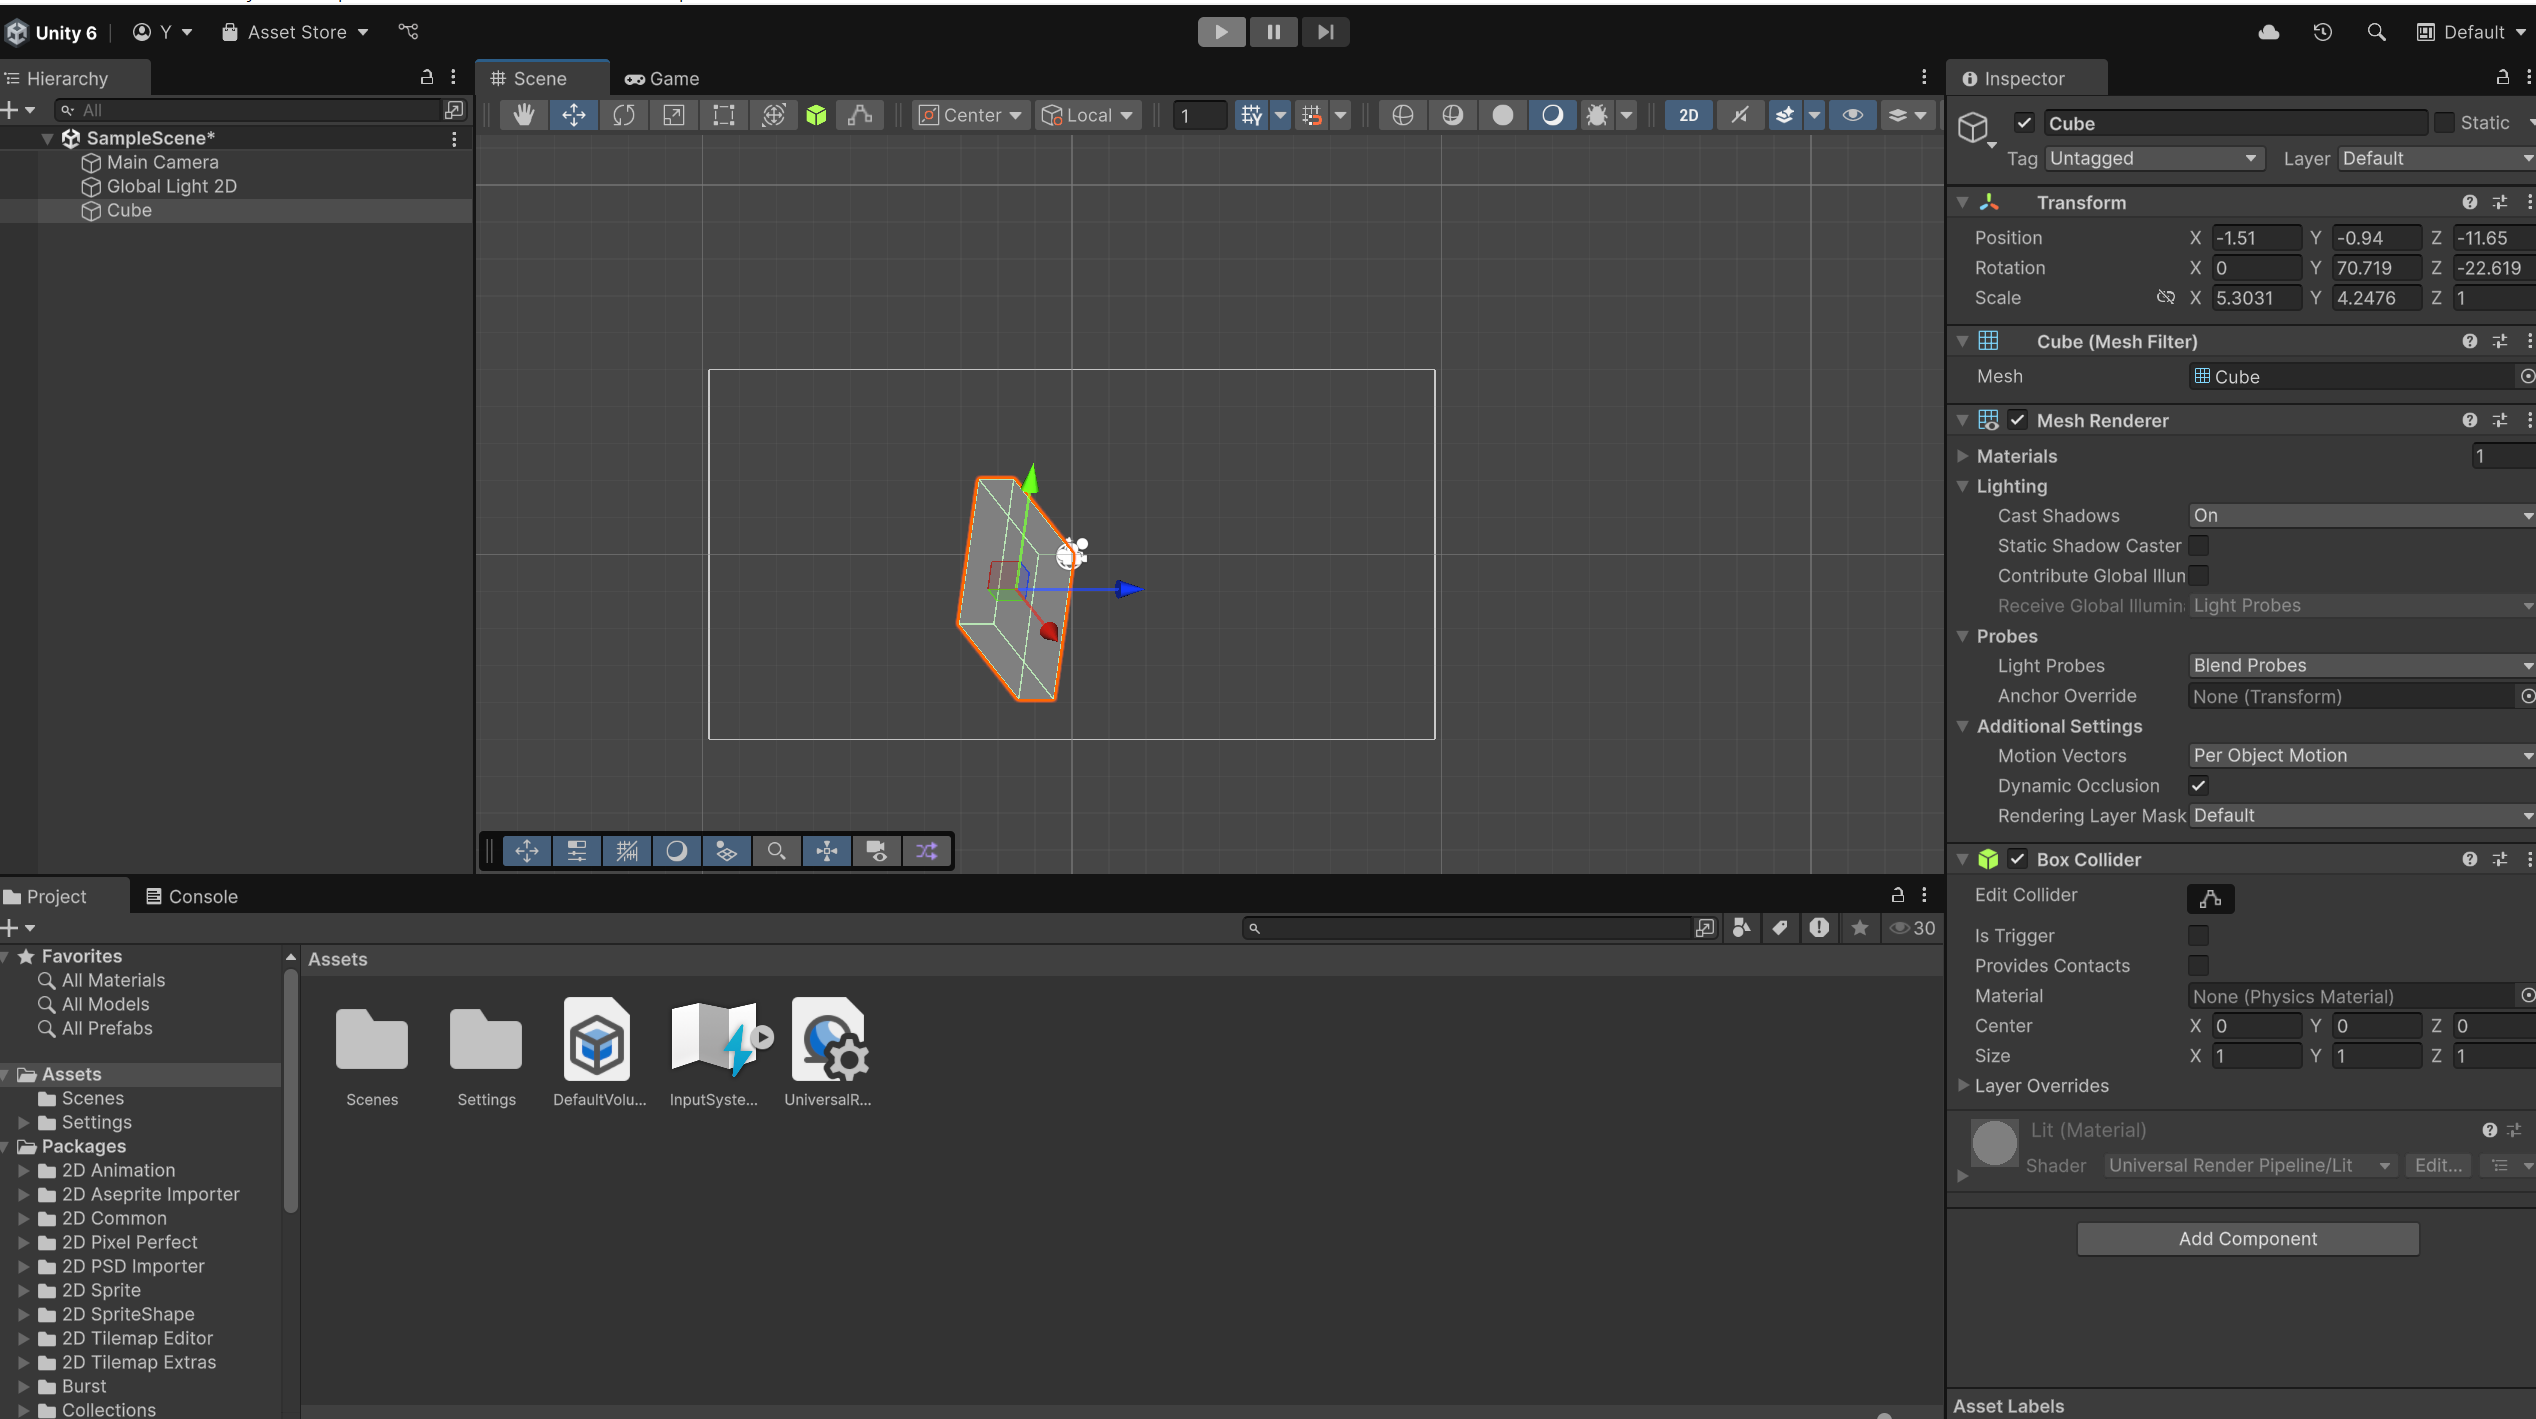 Unity 6
Y
Asset Store
Default
Hierarchy
All
SampleScene*
Main Camera
Global Light 2D
Cube
Scene
Game
Center
Local
1
2D
Project
Console
30
Favorites
All Materials
All Models
All Prefabs
Assets
Scenes
Settings
Packages
2D Animation
2D Aseprite Importer
2D Common
2D Pixel Perfect
2D PSD Importer
2D Sprite
2D SpriteShape
2D Tilemap Editor
2D Tilemap Extras
Burst
Collections
Assets
Scenes
Settings
DefaultVolu...
InputSyste...
UniversalR...
Inspector
Cube
Static
Tag Untagged Layer Default
Transform
Position X -1.51 Y -0.94 Z -11.65
Rotation X 0 Y 70.719 Z -22.619
Scale X 5.3031 Y 4.2476 Z 1
Cube (Mesh Filter)
Mesh Cube
Mesh Renderer
Materials 1
Lighting
Cast Shadows On
Static Shadow Caster
Contribute Global Illun
Receive Global Illumin Light Probes
Probes
Light Probes Blend Probes
Anchor Override None (Transform)
Additional Settings
Motion Vectors Per Object Motion
Dynamic Occlusion
Rendering Layer Mask Default
Box Collider
Edit Collider
Is Trigger
Provides Contacts
Material None (Physics Material)
Center X 0 Y 0 Z 0
Size X 1 Y 1 Z 1
Layer Overrides
Lit (Material)
Shader Universal Render Pipeline/Lit Edit...
Add Component
Asset Labels